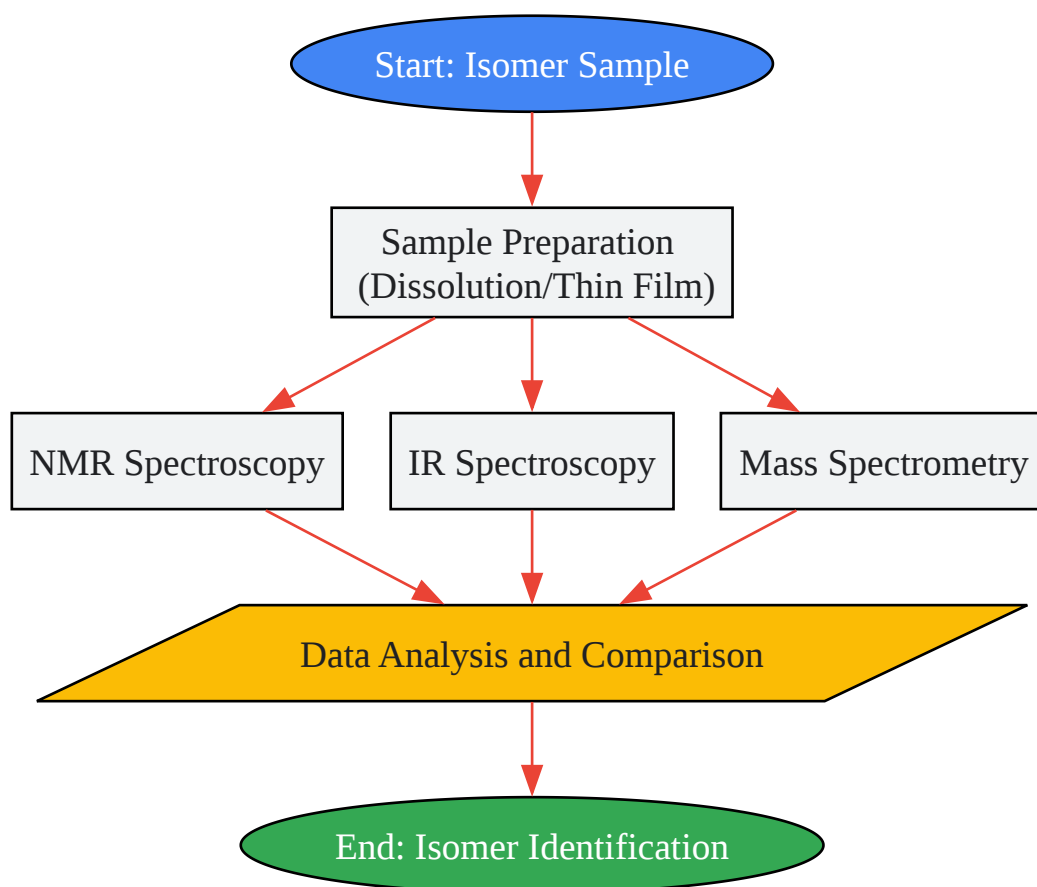 Start: Isomer Sample
Sample Preparation
(Dissolution/Thin Film)
NMR Spectroscopy
IR Spectroscopy
Mass Spectrometry
Data Analysis and Comparison
End: Isomer Identification